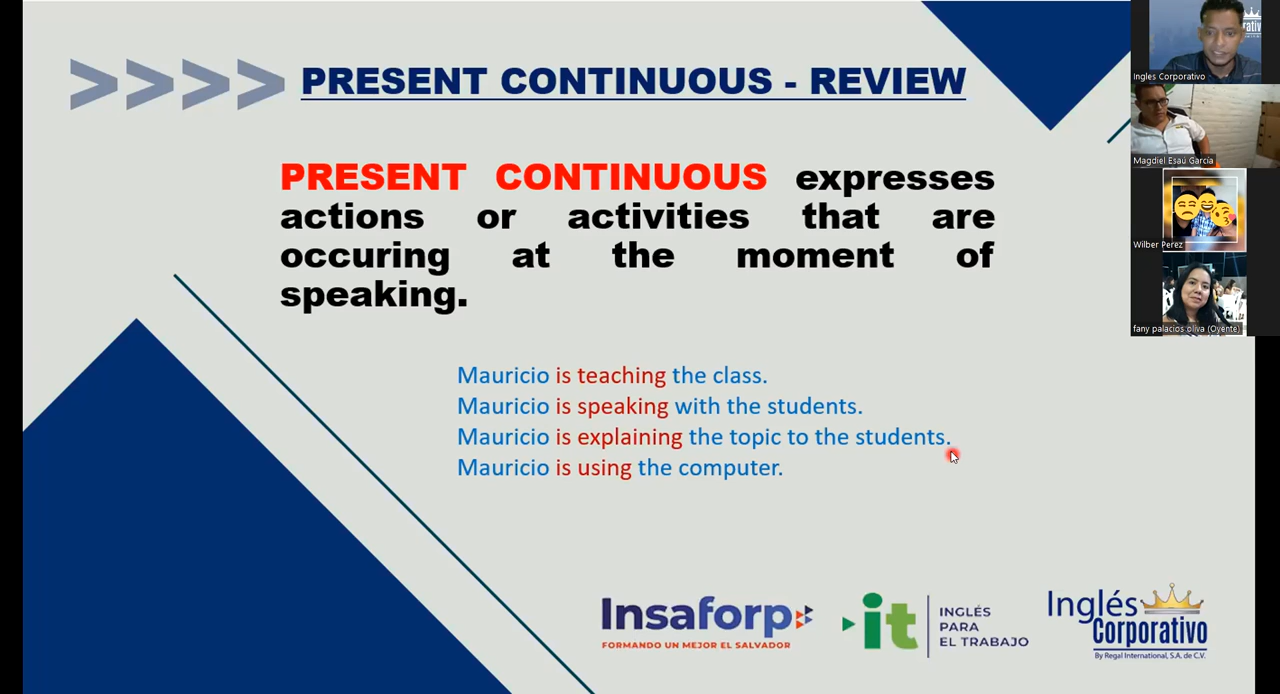 PRESENT CONTINUOUS - REVIEW
PRESENT CONTINUOUS expresses
actions or activities that are
occuring at the moment of
speaking.
Mauricio is teaching the class.
Mauricio is speaking with the students.
Mauricio is explaining the topic to the students.
Mauricio is using the computer.
Insaforp
FORMANDO UN MEJOR EL SALVADOR
it
INGLÉS
PARA
EL TRABAJO
Inglés
Corporativo
By Regal International, S.A. de C.V.
Ingles Corporativo
Magdiel Esaú García
Wilber Perez
fany palacios oliva (Oyente)